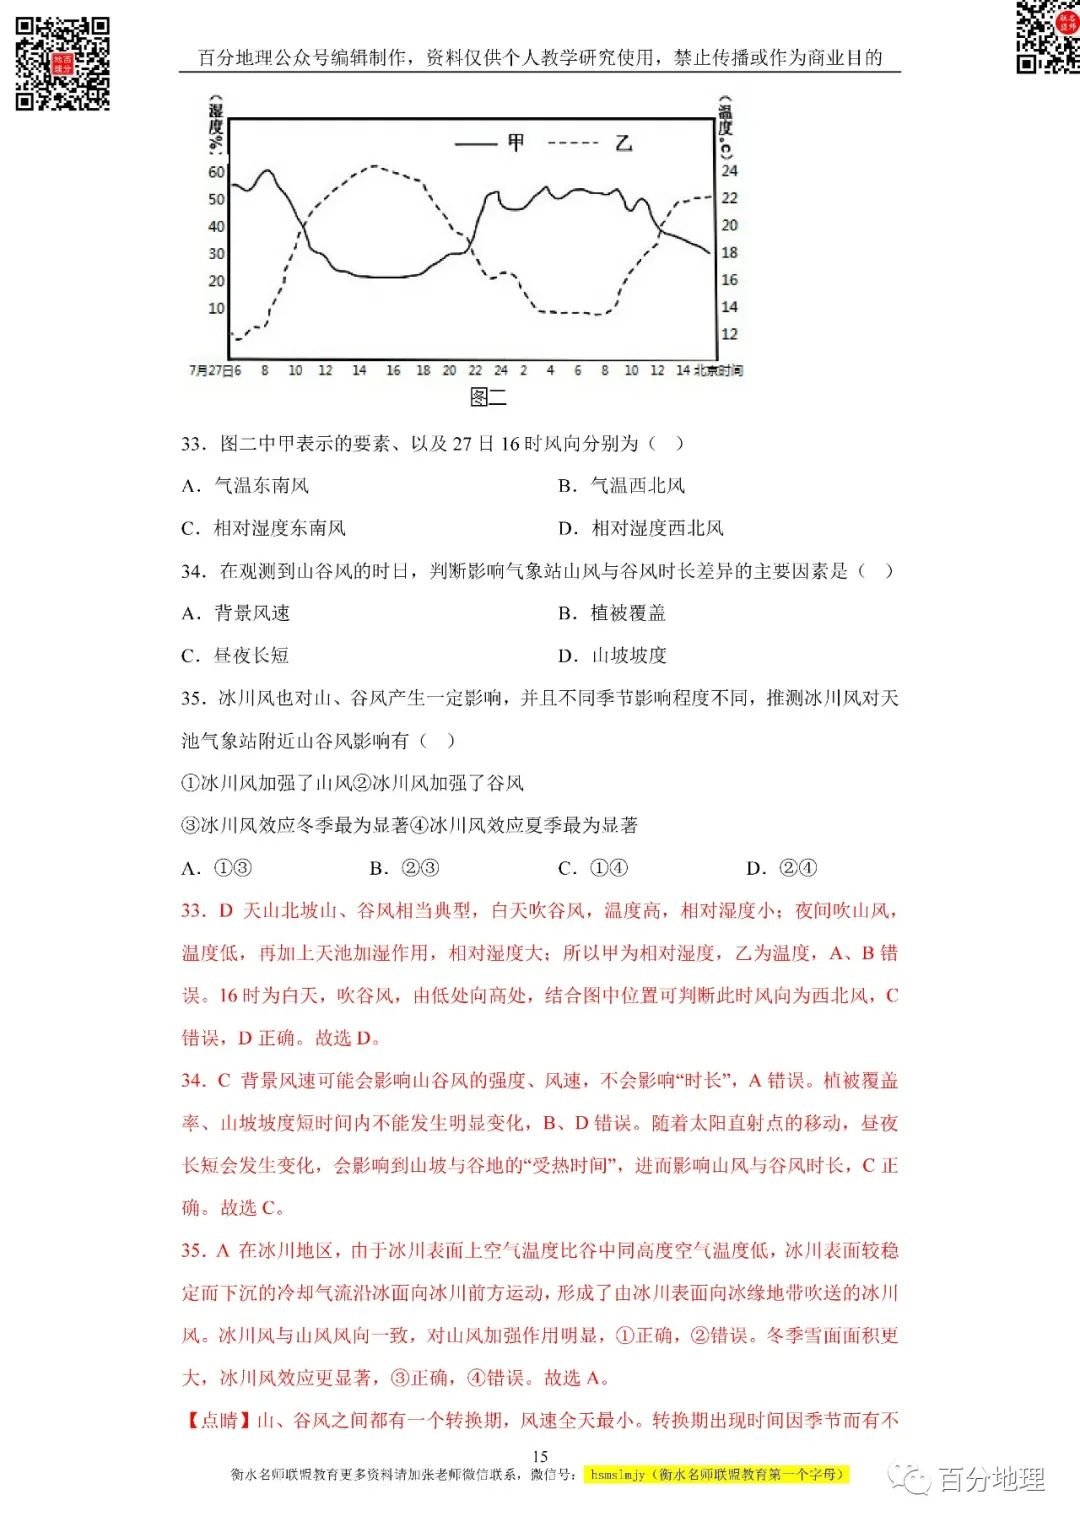 百分地理公众号编辑制作，资料仅供个人教学研究使用，禁止传播或作为商业目的
（湿度%）
（温度。C）
甲 乙
60 24
50 22
40 20
30 18
20 16
10 14
12
7月27日6 8 10 12 14 16 18 20 22 24 2 4 6 8 10 12 14 北京时间
图二
33．图二中甲表示的要素、以及 27 日 16 时风向分别为（ ）
A．气温东南风 B．气温西北风
C．相对湿度东南风 D．相对湿度西北风
34．在观测到山谷风的时日，判断影响气象站山风与谷风时长差异的主要因素是（ ）
A．背景风速 B．植被覆盖
C．昼夜长短 D．山坡坡度
35．冰川风也对山、谷风产生一定影响，并且不同季节影响程度不同，推测冰川风对天
池气象站附近山谷风影响有（ ）
①冰川风加强了山风②冰川风加强了谷风
③冰川风效应冬季最为显著④冰川风效应夏季最为显著
A．①③ B．②③ C．①④ D．②④
33．D 天山北坡山、谷风相当典型，白天吹谷风，温度高，相对湿度小；夜间吹山风，
温度低，再加上天池加湿作用，相对湿度大；所以甲为相对湿度，乙为温度，A、B 错
误。16 时为白天，吹谷风，由低处向高处，结合图中位置可判断此时风向为西北风，C
错误，D 正确。故选 D。
34．C 背景风速可能会影响山谷风的强度、风速，不会影响“时长”，A 错误。植被覆盖
率、山坡坡度短时间内不能发生明显变化，B、D 错误。随着太阳直射点的移动，昼夜
长短会发生变化，会影响到山坡与谷地的“受热时间”，进而影响山风与谷风时长，C 正
确。故选 C。
35．A 在冰川地区，由于冰川表面上空气温度比谷中同高度空气温度低，冰川表面较稳
定而下沉的冷却气流沿冰面向冰川前方运动，形成了由冰川表面向冰缘地带吹送的冰川
风。冰川风与山风风向一致，对山风加强作用明显，①正确，②错误。冬季雪面面积更
大，冰川风效应更显著，③正确，④错误。故选 A。
【点睛】山、谷风之间都有一个转换期，风速全天最小。转换期出现时间因季节而有不
15
衡水名师联盟教育更多资料请加张老师微信联系，微信号： hsmslmjy（衡水名师联盟教育第一个字母）
百分地理